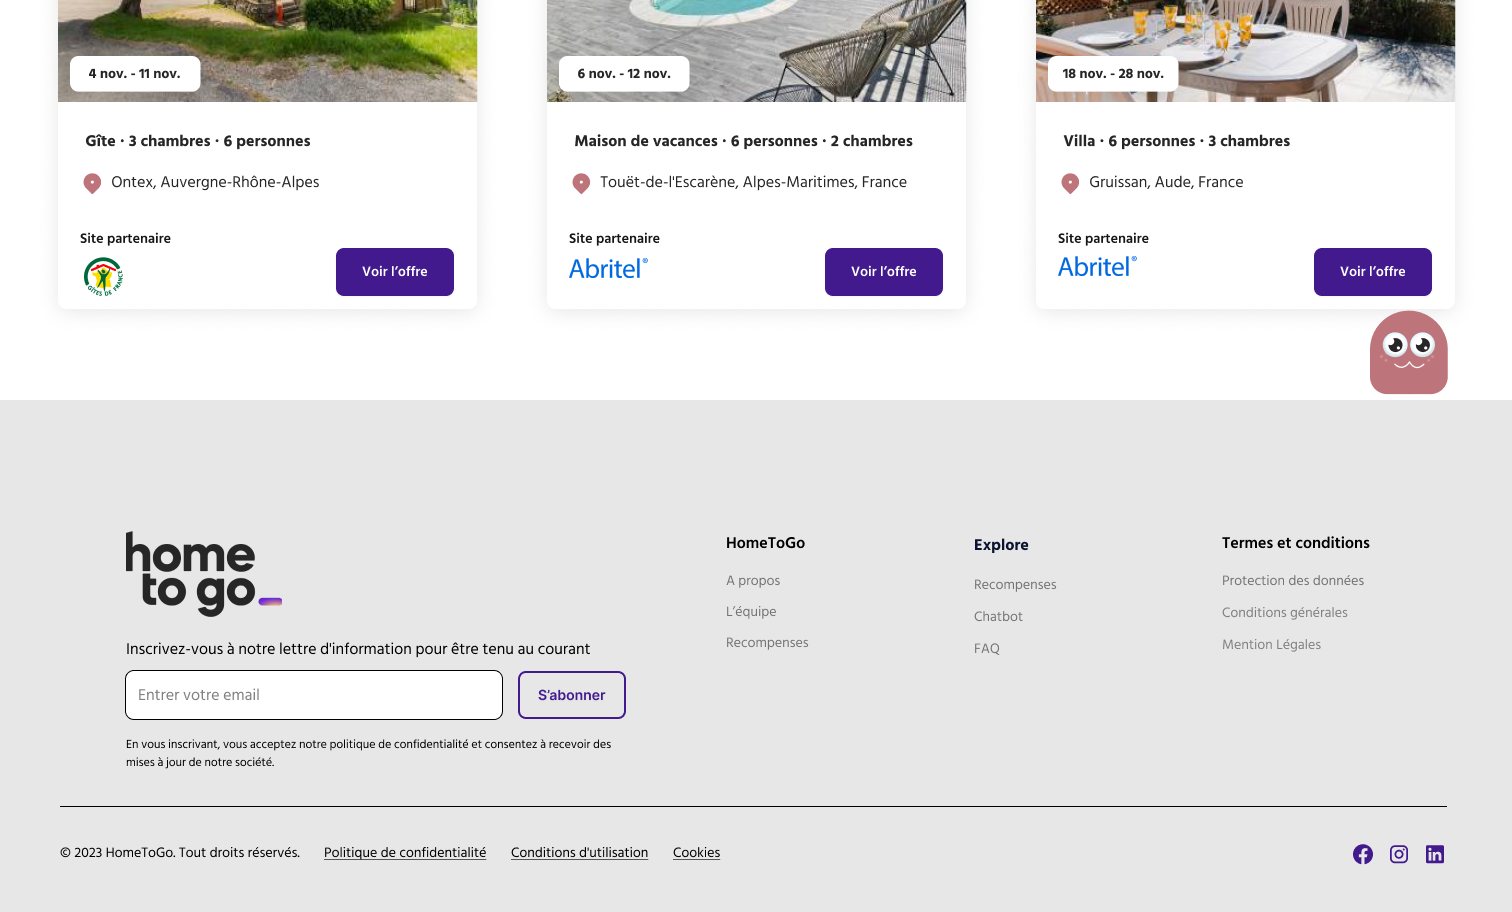 4 nov. - 11 nov.
6 nov. - 12 nov.
18 nov. - 28 nov.
Gîte · 3 chambres · 6 personnes
Maison de vacances · 6 personnes · 2 chambres
Villa · 6 personnes · 3 chambres
Ontex, Auvergne-Rhône-Alpes
Touët-de-l'Escarène, Alpes-Maritimes, France
Gruissan, Aude, France
Site partenaire
GÎTES DE FRANCE
Voir l’offre
Site partenaire
Abritel®
Voir l’offre
Site partenaire
Abritel®
Voir l’offre
home
to go
Inscrivez-vous à notre lettre d'information pour être tenu au courant
Entrer votre email
S’abonner
En vous inscrivant, vous acceptez notre politique de confidentialité et consentez à recevoir des
mises à jour de notre société.
HomeToGo
A propos
L’équipe
Recompenses
Explore
Recompenses
Chatbot
FAQ
Termes et conditions
Protection des données
Conditions générales
Mention Légales
© 2023 HomeToGo. Tout droits réservés.
Politique de confidentialité
Conditions d'utilisation
Cookies